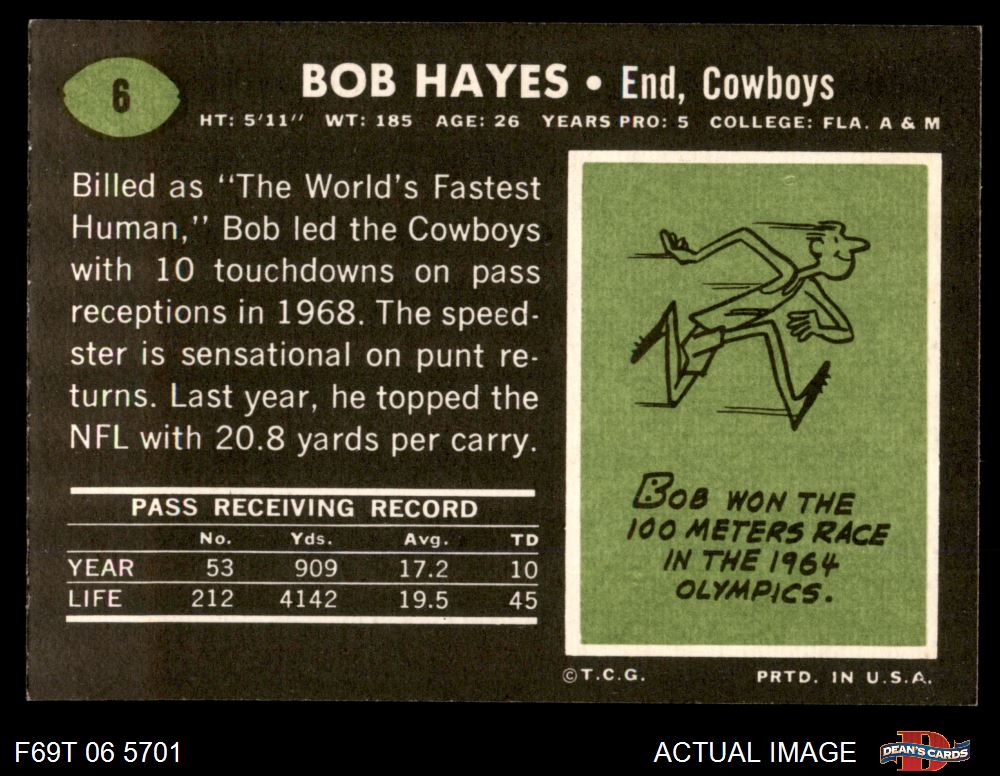 6
BOB HAYES • End, Cowboys
HT: 5'11" WT: 185 AGE: 26 YEARS PRO: 5 COLLEGE: FLA. A & M
Billed as "The World's Fastest
Human," Bob led the Cowboys
with 10 touchdowns on pass
receptions in 1968. The speed-
ster is sensational on punt re-
turns. Last year, he topped the
NFL with 20.8 yards per carry.
PASS RECEIVING RECORD
No. Yds. Avg. TD
YEAR 53 909 17.2 10
LIFE 212 4142 19.5 45
BOB WON THE
100 METERS RACE
IN THE 1964
OLYMPICS.
©T.C.G. PRTD. IN U.S.A.
F69T 06 5701 ACTUAL IMAGE D DEAN'S CARDS